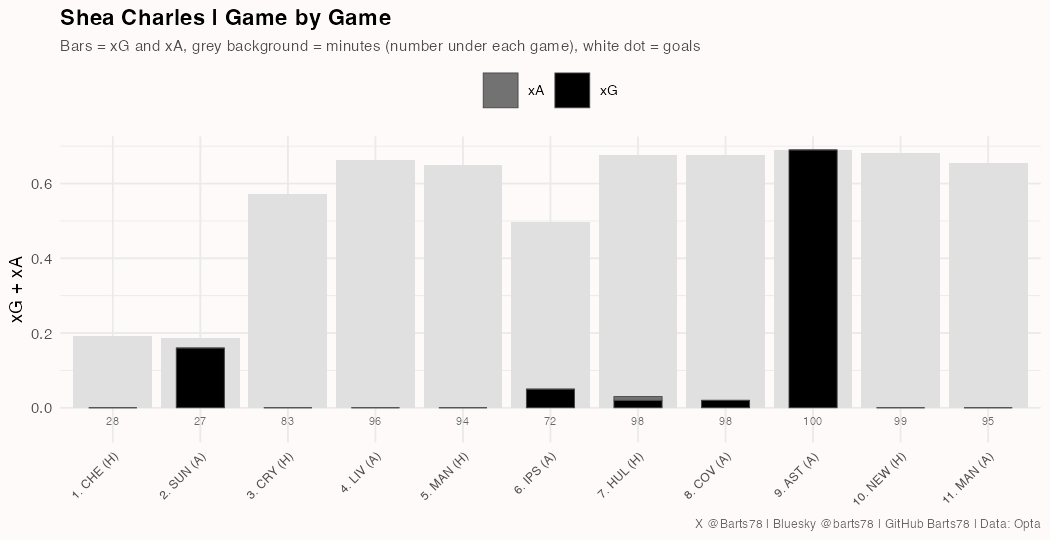 Shea Charles | Game by Game
Bars = xG and xA, grey background = minutes (number under each game), white dot = goals
xA
xG
xG + xA
0.6
0.4
0.2
0.0
28
27
83
96
94
72
98
98
100
99
95
1. CHE (H)
2. SUN (A)
3. CRY (H)
4. LIV (A)
5. MAN (H)
6. IPS (A)
7. HUL (H)
8. COV (A)
9. AST (A)
10. NEW (H)
11. MAN (A)
X @Barts78 | Bluesky @barts78 | GitHub Barts78 | Data: Opta